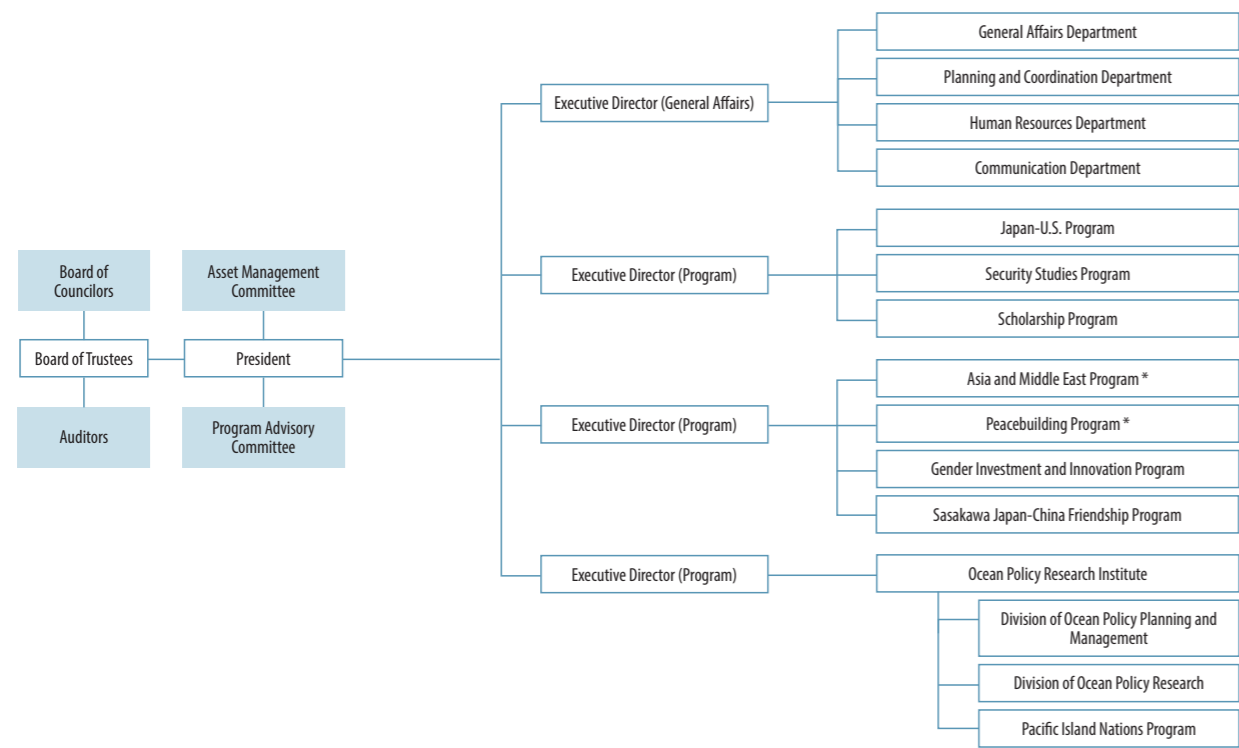 Board of
Councilors
Board of Trustees
Auditors
Asset Management
Committee
President
Program Advisory
Committee
Executive Director (General Affairs)
General Affairs Department
Planning and Coordination Department
Human Resources Department
Communication Department
Executive Director (Program)
Japan-U.S. Program
Security Studies Program
Scholarship Program
Executive Director (Program)
Asia and Middle East Program *
Peacebuilding Program *
Gender Investment and Innovation Program
Sasakawa Japan-China Friendship Program
Executive Director (Program)
Ocean Policy Research Institute
Division of Ocean Policy Planning and
Management
Division of Ocean Policy Research
Pacific Island Nations Program